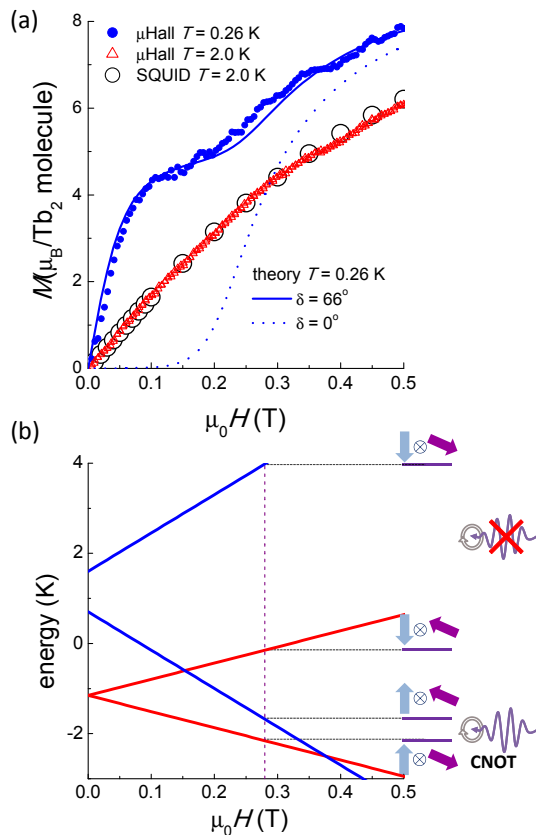 (a)
8
6
4
2
0
M(μB/Tb2 molecule)
μHall T = 0.26 K
μHall T = 2.0 K
SQUID T = 2.0 K
theory T = 0.26 K
δ = 66°
δ = 0°
0.0 0.1 0.2 0.3 0.4 0.5
μ0H (T)
(b)
4
2
0
-2
energy (K)
CNOT
0.0 0.1 0.2 0.3 0.4 0.5
μ0H (T)